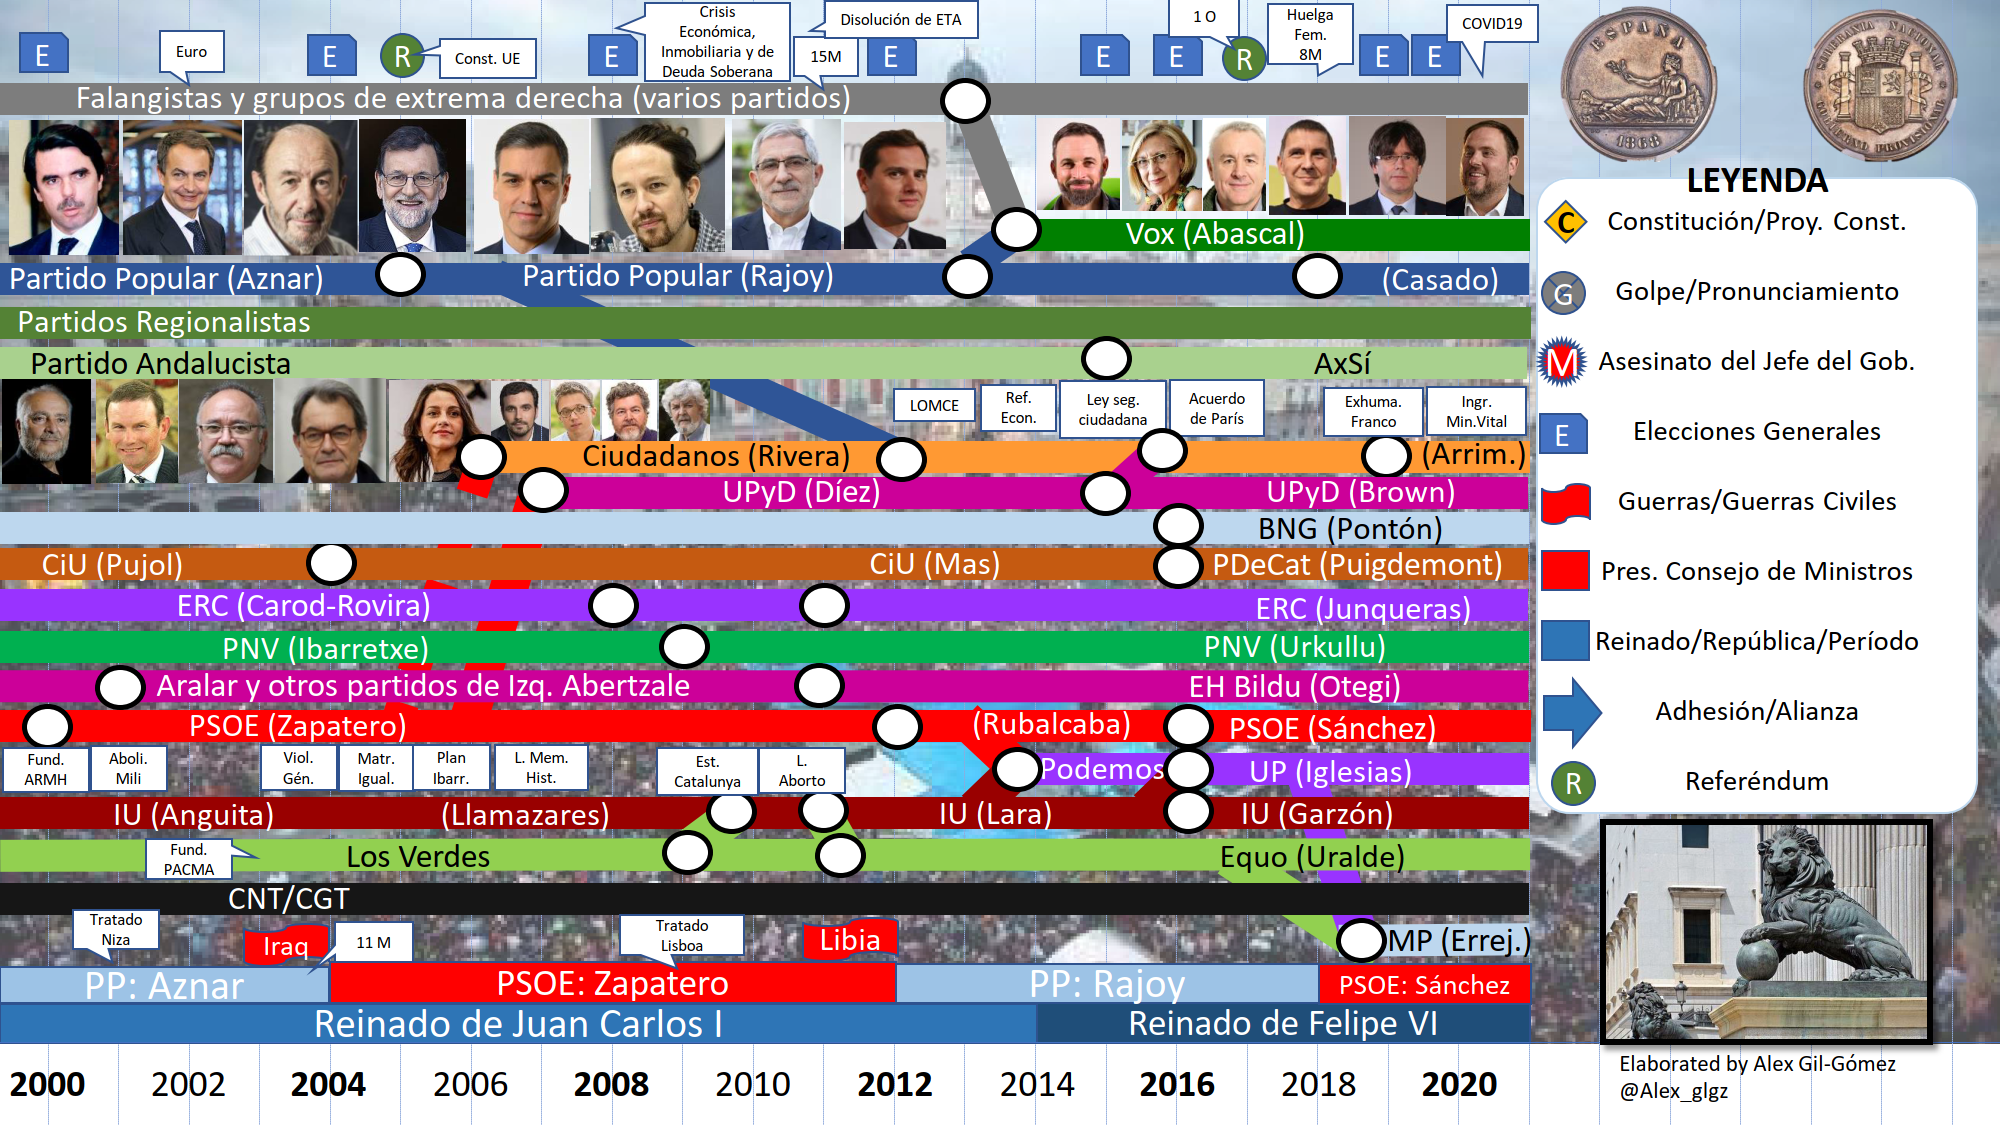 E
Euro
E
R
Const. UE
E
Crisis
Económica,
Inmobiliaria y de
Deuda Soberana
Disolución de ETA
15M
E
E
E
1 O
R
Huelga
Fem.
8M
E
E
COVID19
Falangistas y grupos de extrema derecha (varios partidos)
Vox (Abascal)
Partido Popular (Aznar)
Partido Popular (Rajoy)
(Casado)
Partidos Regionalistas
Partido Andalucista
AxSí
LOMCE
Ref.
Econ.
Ley seg.
ciudadana
Acuerdo
de París
Exhuma.
Franco
Ingr.
Min.Vital
Ciudadanos (Rivera)
(Arrim.)
UPyD (Díez)
UPyD (Brown)
BNG (Pontón)
CiU (Pujol)
CiU (Mas)
PDeCat (Puigdemont)
ERC (Carod-Rovira)
ERC (Junqueras)
PNV (Ibarretxe)
PNV (Urkullu)
Aralar y otros partidos de Izq. Abertzale
EH Bildu (Otegi)
PSOE (Zapatero)
(Rubalcaba)
PSOE (Sánchez)
Fund.
ARMH
Aboli.
Mili
Viol.
Gén.
Matr.
Igual.
Plan
Ibarr.
L. Mem.
Hist.
Est.
Catalunya
L.
Aborto
Podemos
UP (Iglesias)
IU (Anguita)
(Llamazares)
IU (Lara)
IU (Garzón)
Fund.
PACMA
Los Verdes
Equo (Uralde)
CNT/CGT
Tratado
Niza
Iraq
11 M
Tratado
Lisboa
Libia
MP (Errej.)
PP: Aznar
PSOE: Zapatero
PP: Rajoy
PSOE: Sánchez
Reinado de Juan Carlos I
Reinado de Felipe VI
2000
2002
2004
2006
2008
2010
2012
2014
2016
2018
2020
ESPAÑA
1868
SOBERANIA NACIONAL
GOBIERNO PROVISIONAL
LEYENDA
C
Constitución/Proy. Const.
G
Golpe/Pronunciamiento
M
Asesinato del Jefe del Gob.
E
Elecciones Generales
Guerras/Guerras Civiles
Pres. Consejo de Ministros
Reinado/República/Período
Adhesión/Alianza
R
Referéndum
Elaborated by Alex Gil-Gómez
@Alex_glgz